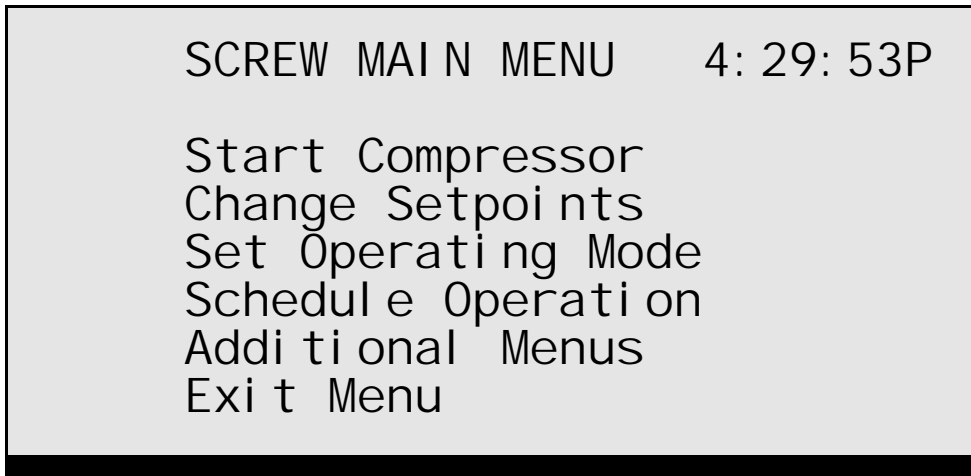 SCREW MAIN MENU 4:29:53P
Start Compressor
Change Setpoints
Set Operating Mode
Schedule Operation
Additional Menus
Exit Menu